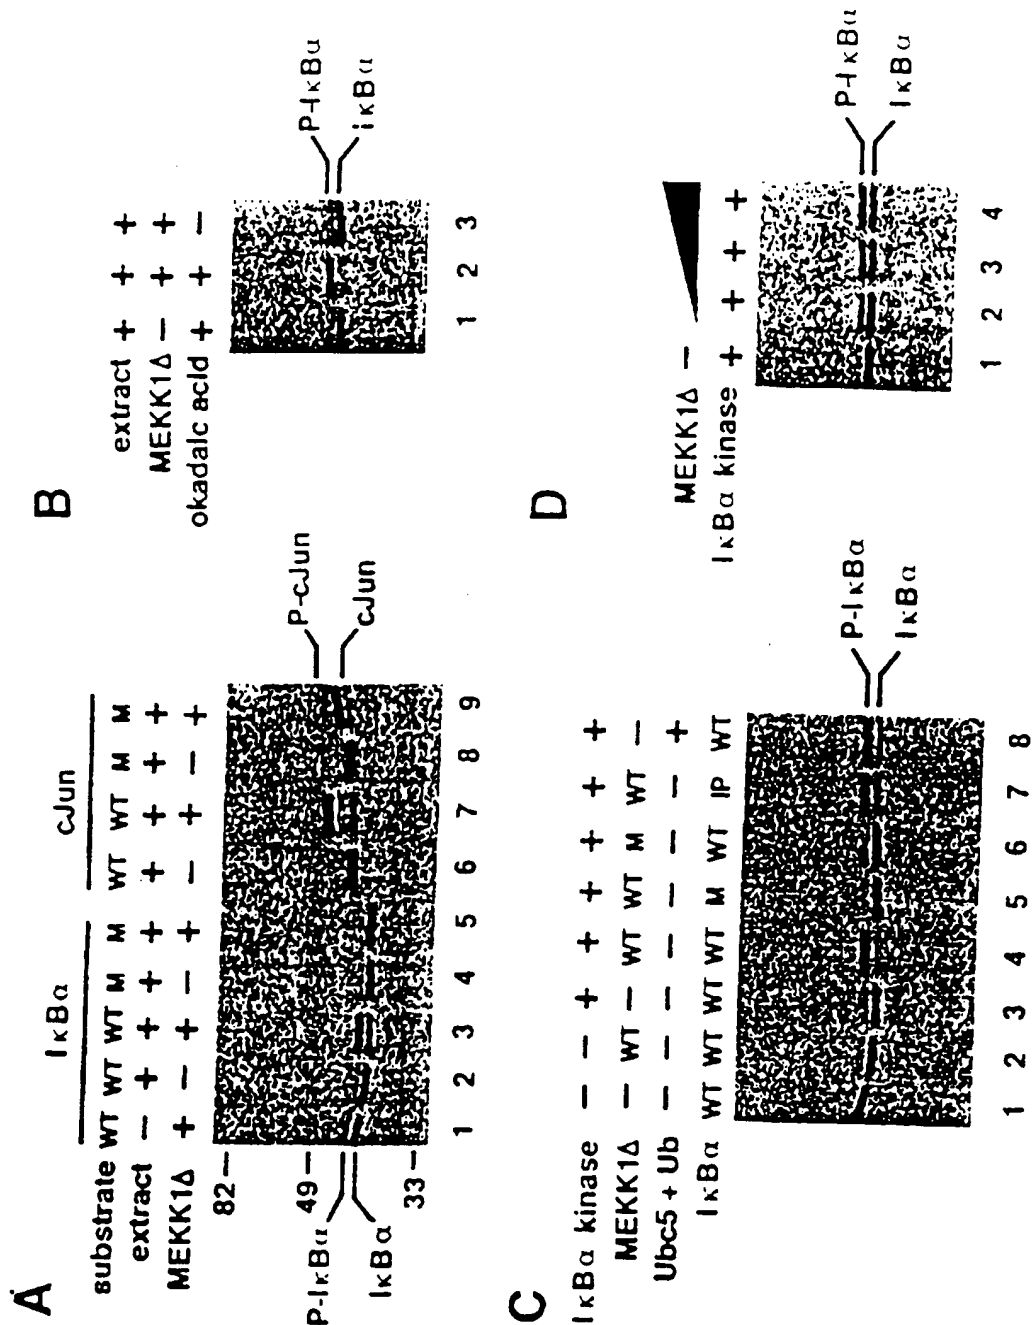 A
IκBα
cJun
substrate WT WT WT M M WT WT M M
extract − + + + + + + + +
MEKK1Δ + − + − + − + − +
82 –
49 –
33 –
P-IκBα
IκBα
P-cJun
cJun
1 2 3 4 5 6 7 8 9
B
extract + + +
MEKK1Δ − + +
okadaic acid + + −
P-IκBα
IκBα
1 2 3
C
IκBα kinase − − + + + + + +
MEKK1Δ − WT − WT WT M WT −
Ubc5 + Ub − − − − − − − +
IκBα WT WT WT WT M WT IP WT
P-IκBα
IκBα
1 2 3 4 5 6 7 8
D
MEKK1Δ −
IκBα kinase + + + +
P-IκBα
IκBα
1 2 3 4